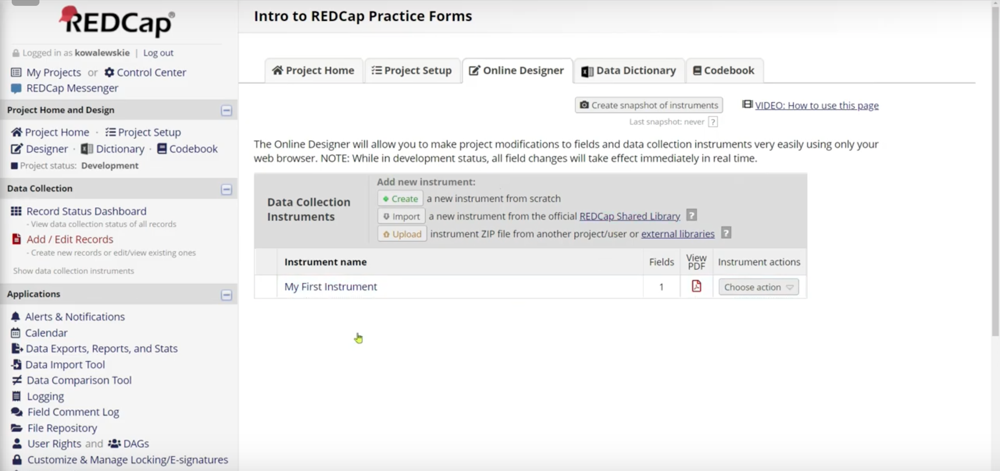 REDCap®
Logged in as kowalewskie | Log out
My Projects or Control Center
REDCap Messenger
Project Home and Design
Project Home · Project Setup
Designer · Dictionary · Codebook
Project status: Development
Data Collection
Record Status Dashboard
- View data collection status of all records
Add / Edit Records
- Create new records or edit/view existing ones
Show data collection instruments
Applications
Alerts & Notifications
Calendar
Data Exports, Reports, and Stats
Data Import Tool
Data Comparison Tool
Logging
Field Comment Log
File Repository
User Rights and DAGs
Customize & Manage Locking/E-signatures
Intro to REDCap Practice Forms
Project Home Project Setup Online Designer Data Dictionary Codebook
Create snapshot of instruments VIDEO: How to use this page
Last snapshot: never ?
The Online Designer will allow you to make project modifications to fields and data collection instruments very easily using only your
web browser. NOTE: While in development status, all field changes will take effect immediately in real time.
Data Collection
Instruments
Add new instrument:
Create a new instrument from scratch
Import a new instrument from the official REDCap Shared Library ?
Upload instrument ZIP file from another project/user or external libraries ?
Instrument name Fields View PDF Instrument actions
My First Instrument 1 Choose action